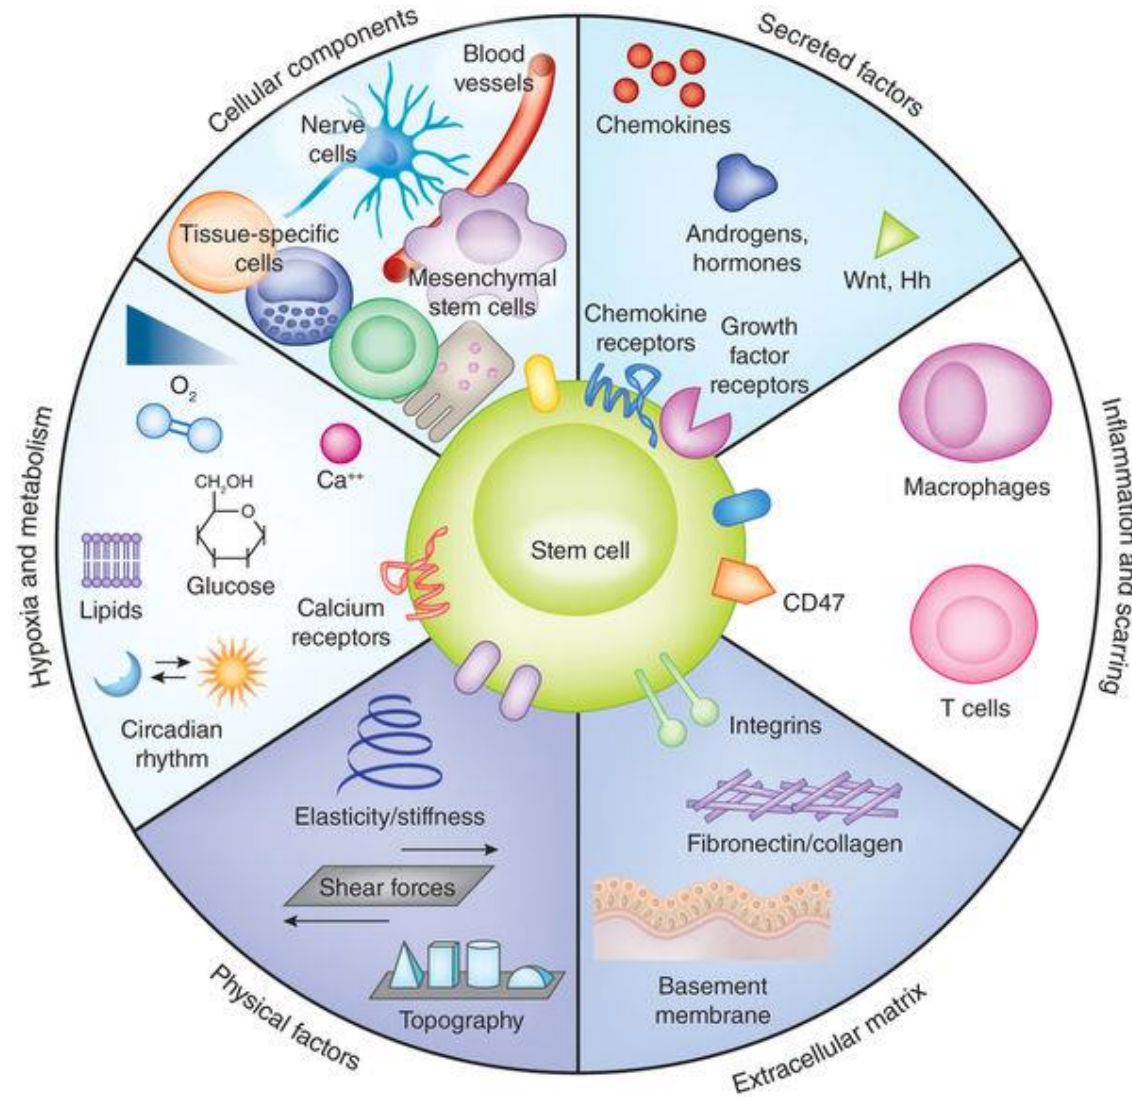 Cellular components
Blood
vessels
Nerve
cells
Tissue-specific
cells
Mesenchymal
stem cells
Secreted factors
Chemokines
Androgens,
hormones
Wnt, Hh
Chemokine
receptors
Growth
factor
receptors
Inflammation and scarring
Macrophages
T cells
CD47
Stem cell
Hypoxia and metabolism
O₂
Ca⁺⁺
CH₂OH
O
Glucose
Lipids
Calcium
receptors
Circadian
rhythm
Physical factors
Elasticity/stiffness
Shear forces
Topography
Extracellular matrix
Integrins
Fibronectin/collagen
Basement
membrane